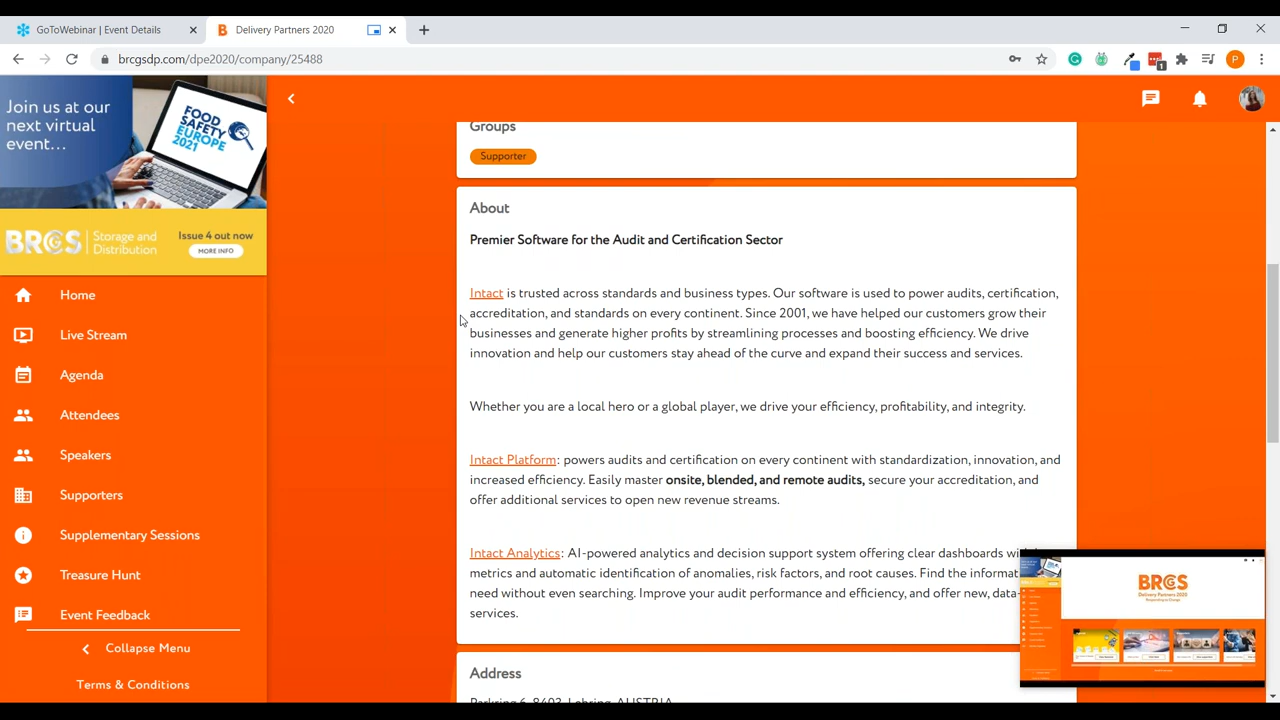 GoToWebinar | Event Details
Delivery Partners 2020
brcgsdp.com/dpe2020/company/25488
1
P
Join us at our
next virtual
event...
FOOD
SAFETY
EUROPE
2021
BRCGS
Storage and
Distribution
Issue 4 out now
MORE INFO
Home
Live Stream
Agenda
Attendees
Speakers
Supporters
Supplementary Sessions
Treasure Hunt
Event Feedback
Collapse Menu
Terms & Conditions
Groups
Supporter
About
Premier Software for the Audit and Certification Sector
Intact is trusted across standards and business types. Our software is used to power audits, certification,
accreditation, and standards on every continent. Since 2001, we have helped our customers grow their
businesses and generate higher profits by streamlining processes and boosting efficiency. We drive
innovation and help our customers stay ahead of the curve and expand their success and services.
Whether you are a local hero or a global player, we drive your efficiency, profitability, and integrity.
Intact Platform: powers audits and certification on every continent with standardization, innovation, and
increased efficiency. Easily master onsite, blended, and remote audits, secure your accreditation, and
offer additional services to open new revenue streams.
Intact Analytics: AI-powered analytics and decision support system offering clear dashboards
metrics and automatic identification of anomalies, risk factors, and root causes. Find the
need without even searching. Improve your audit performance and efficiency, and offer new, data-
services.
Address
Parkring 6, 8403, Lebring, AUSTRIA
BRCGS
Delivery Partners 2020